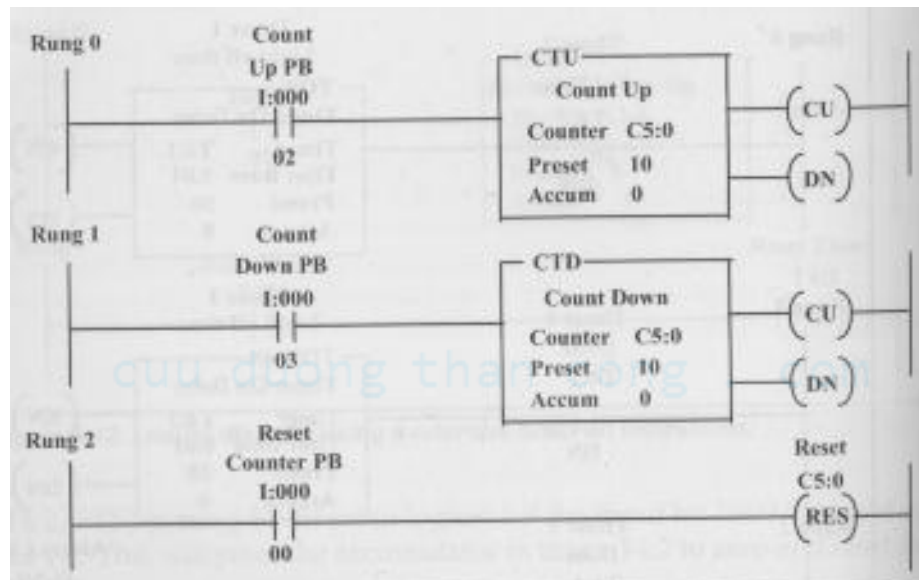 Rung 0
Count
Up PB
I:000
02
CTU
Count Up
Counter C5:0
Preset 10
Accum 0
CU
DN
Rung 1
Count
Down PB
I:000
03
CTD
Count Down
Counter C5:0
Preset 10
Accum 0
CU
DN
cuu duong than cong . com
Rung 2
Reset
Counter PB
I:000
00
Reset
C5:0
RES